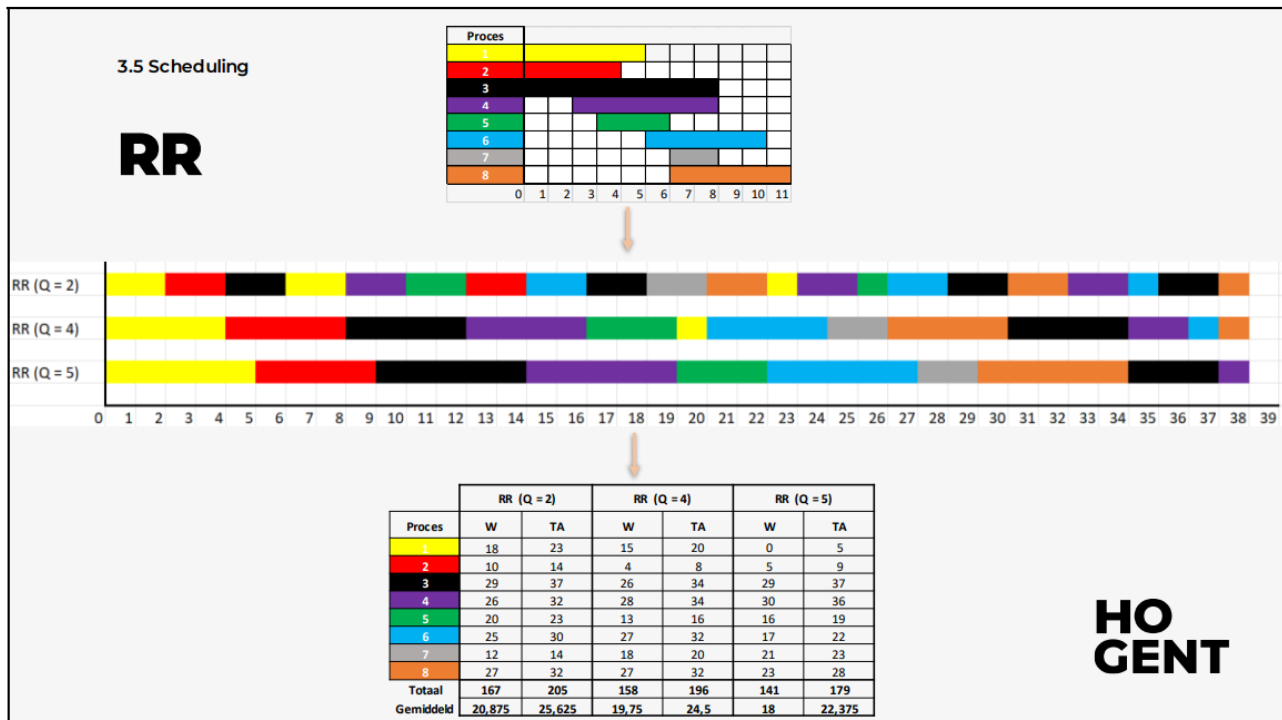 3.5 Scheduling
RR
Proces
1
2
3
4
5
6
7
8
0 1 2 3 4 5 6 7 8 9 10 11
RR (Q = 2)
RR (Q = 4)
RR (Q = 5)
0 1 2 3 4 5 6 7 8 9 10 11 12 13 14 15 16 17 18 19 20 21 22 23 24 25 26 27 28 29 30 31 32 33 34 35 36 37 38 39
RR (Q = 2) RR (Q = 4) RR (Q = 5)
Proces W TA W TA W TA
1 18 23 15 20 0 5
2 10 14 4 8 5 9
3 29 37 26 34 29 37
4 26 32 28 34 30 36
5 20 23 13 16 16 19
6 25 30 27 32 17 22
7 12 14 18 20 21 23
8 27 32 27 32 23 28
Totaal 167 205 158 196 141 179
Gemiddeld 20,875 25,625 19,75 24,5 18 22,375
HO
GENT